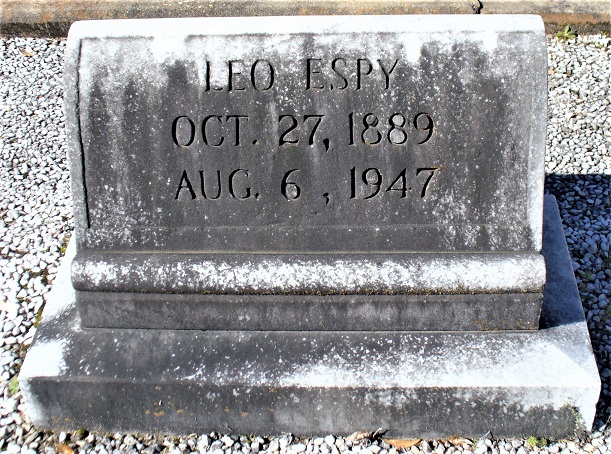 LEO ESPY
OCT. 27, 1889
AUG. 6, 1947